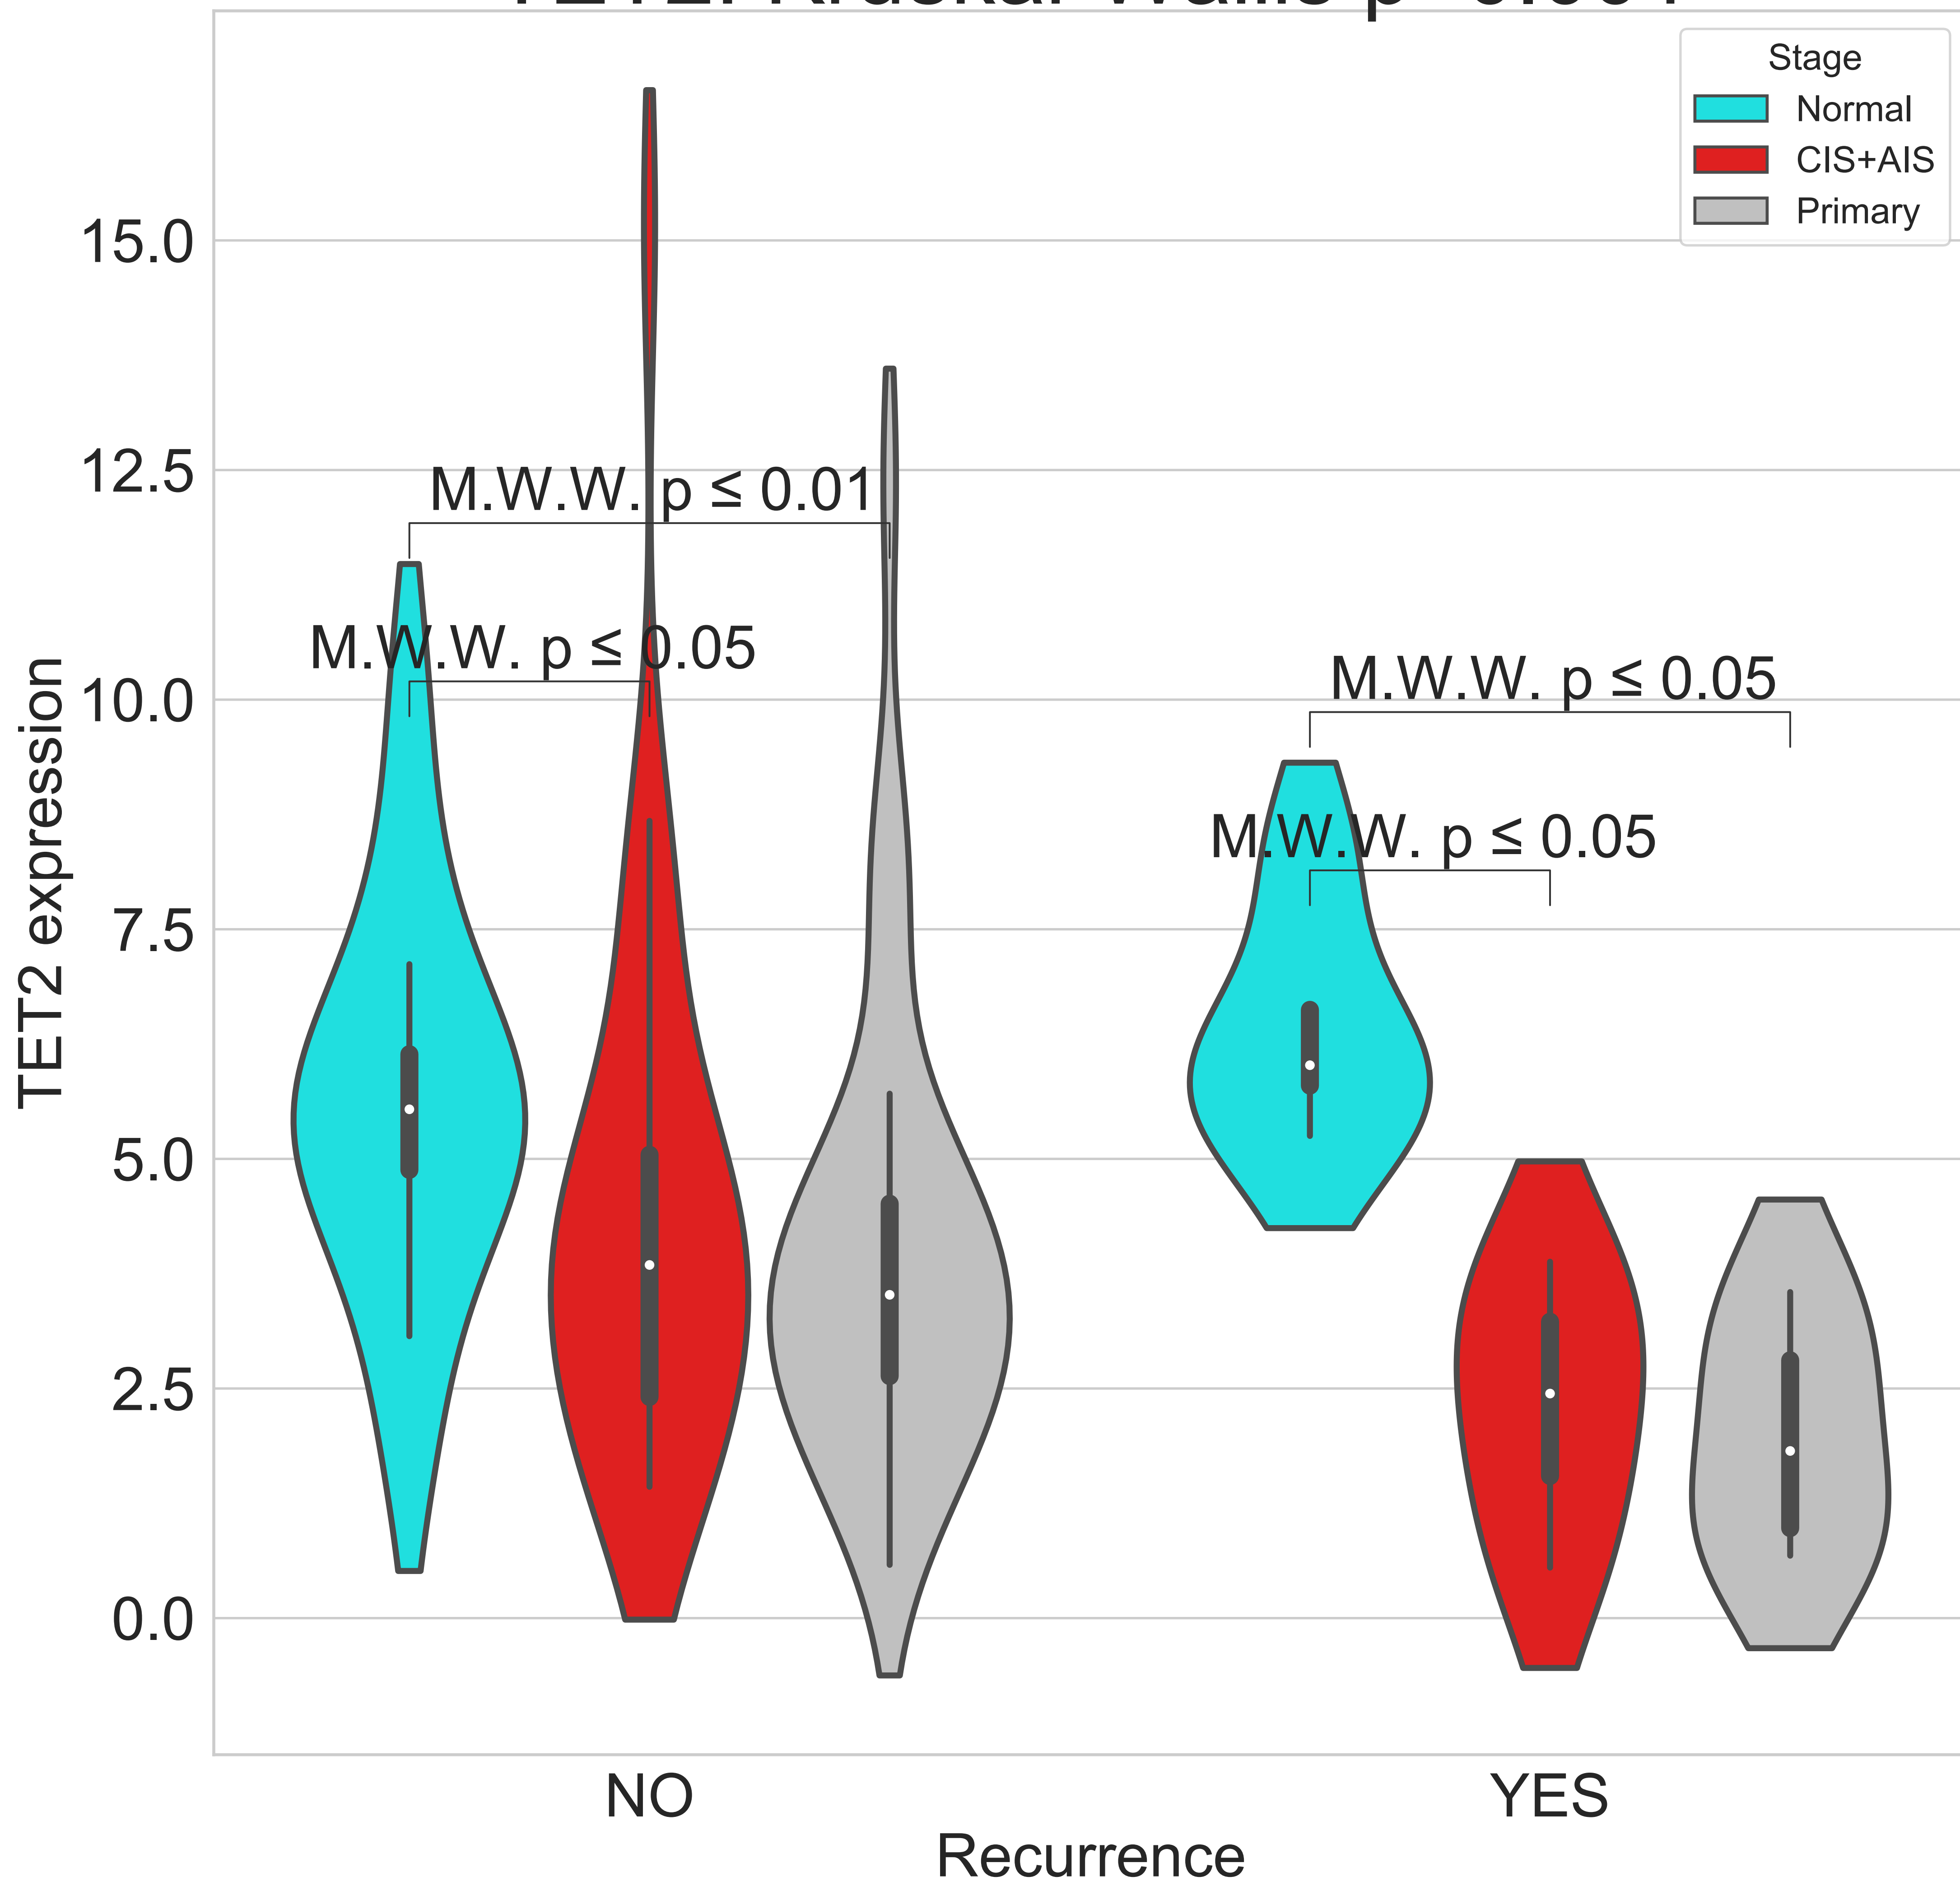 Stage
Normal
CIS+AIS
Primary
15.0
12.5
10.0
7.5
5.0
2.5
0.0
TET2 expression
M.W.W. p ≤ 0.01
M.W.W. p ≤ 0.05
M.W.W. p ≤ 0.05
M.W.W. p ≤ 0.05
NO
YES
Recurrence